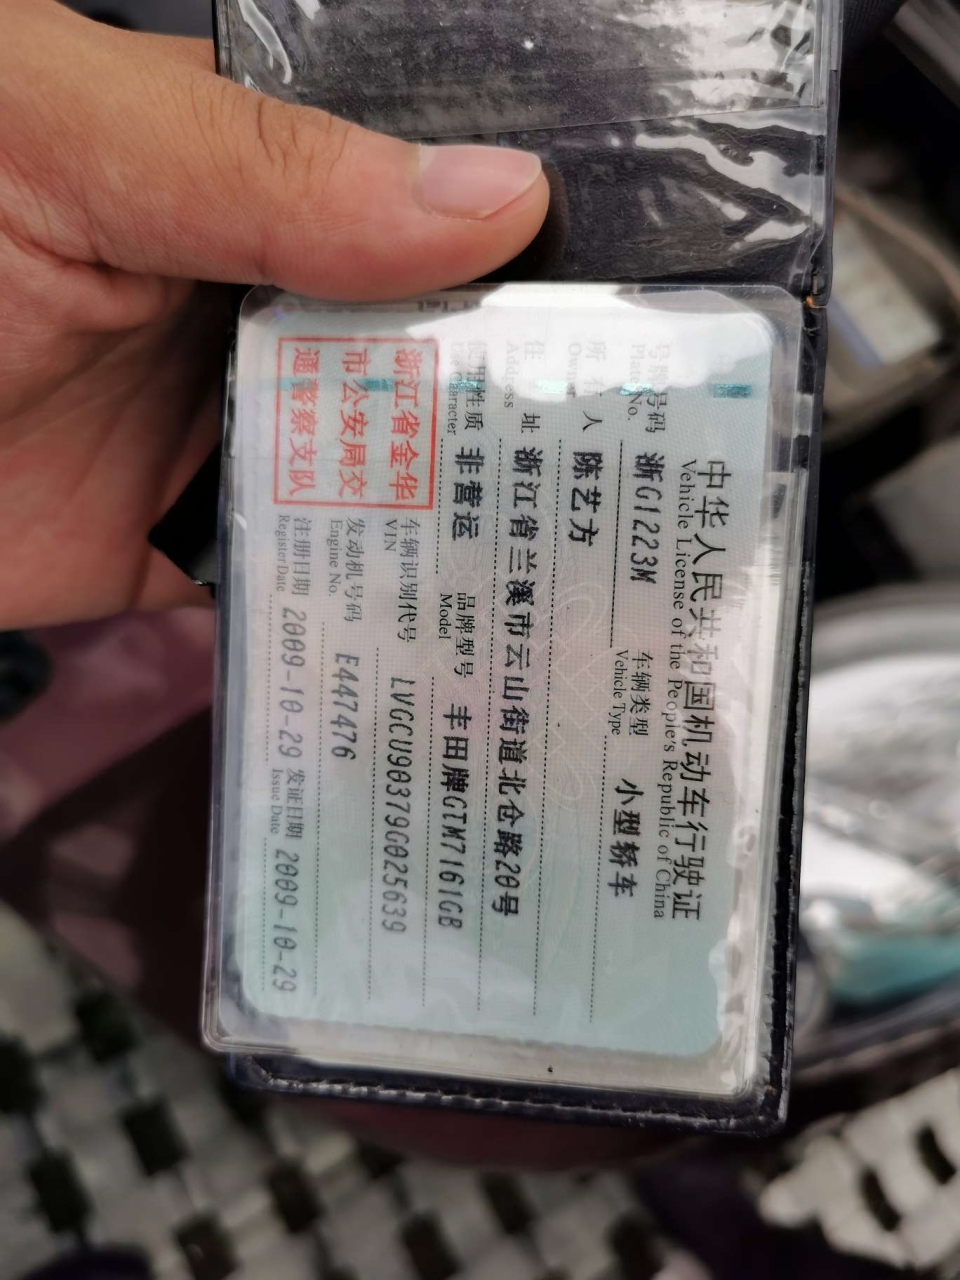 中华人民共和国机动车行驶证
Vehicle License of the People's Republic of China
号牌号码 浙G1223M 车辆类型 小型轿车
Plate No. Vehicle Type
所有人 陈艺方
Owner
住址 浙江省兰溪市云山街道北仓路20号
Address
使用性质 非营运 品牌型号 丰田牌GTM7161GB
Use Character Model
浙江省金华
市公安局交
通警察支队
车辆识别代号 LVGCU90379G025639
VIN
发动机号码 E447476
Engine No.
注册日期 2009-10-29 发证日期 2009-10-29
Register Date Issue Date